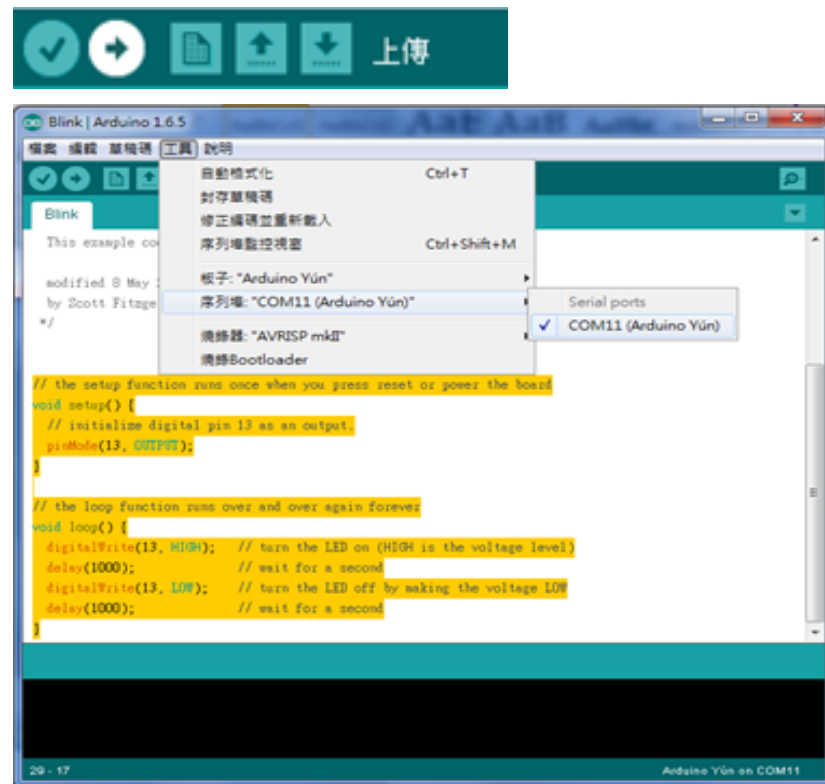 上傳
Blink | Arduino 1.6.5
檔案 編輯 草稿碼 工具 說明
自動格式化 Ctrl+T
封存草稿碼
修正編碼並重新載入
序列埠監控視窗 Ctrl+Shift+M
板子: "Arduino Yún"
序列埠: "COM11 (Arduino Yún)"
Serial ports
COM11 (Arduino Yún)
燒錄器: "AVRISP mkII"
燒錄Bootloader
Blink
This example co
modified 8 May
by Scott Fitzge
*/
// the setup function runs once when you press reset or power the board
void setup() {
// initialize digital pin 13 as an output.
pinMode(13, OUTPUT);
}
// the loop function runs over and over again forever
void loop() {
digitalWrite(13, HIGH); // turn the LED on (HIGH is the voltage level)
delay(1000); // wait for a second
digitalWrite(13, LOW); // turn the LED off by making the voltage LOW
delay(1000); // wait for a second
}
29 - 17
Arduino Yún on COM11